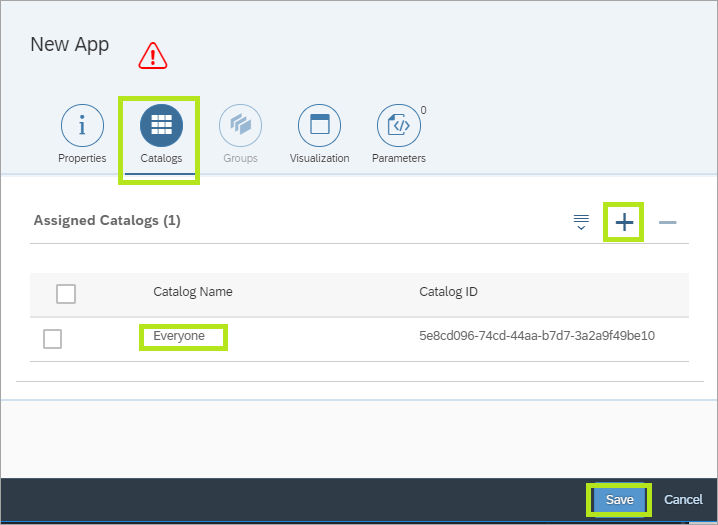 New App
0
Properties Catalogs Groups Visualization Parameters
Assigned Catalogs (1)
Catalog Name Catalog ID
Everyone 5e8cd096-74cd-44aa-b7d7-3a2a9f49be10
Save Cancel